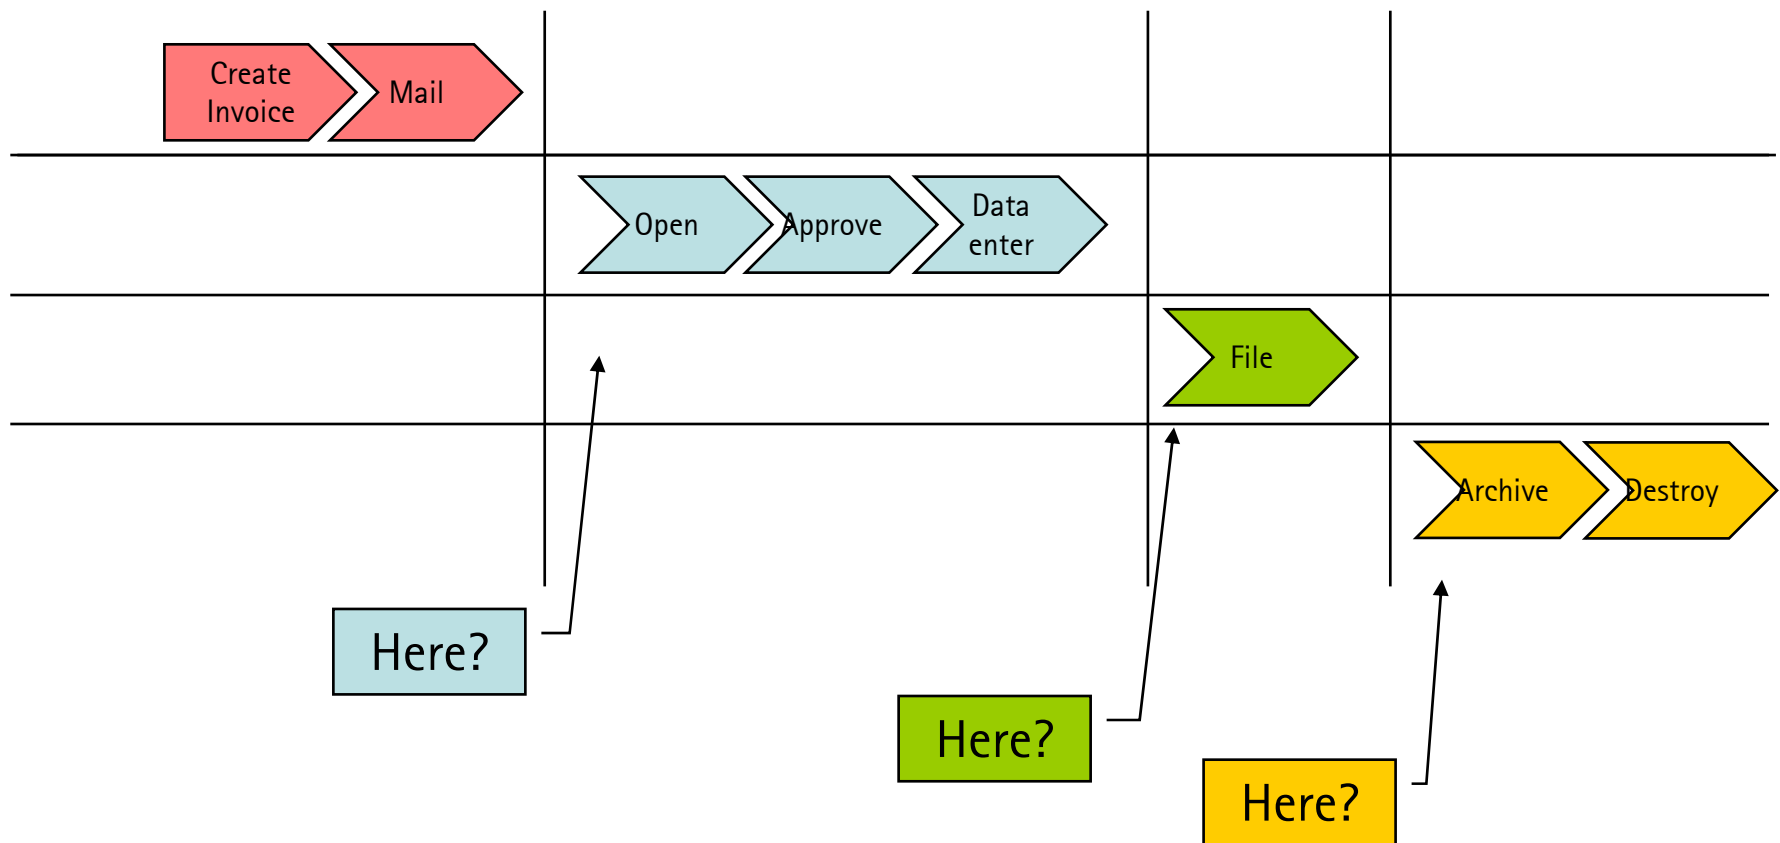 Create
Invoice
Mail
Open
Approve
Data
enter
File
Archive
Destroy
Here?
Here?
Here?